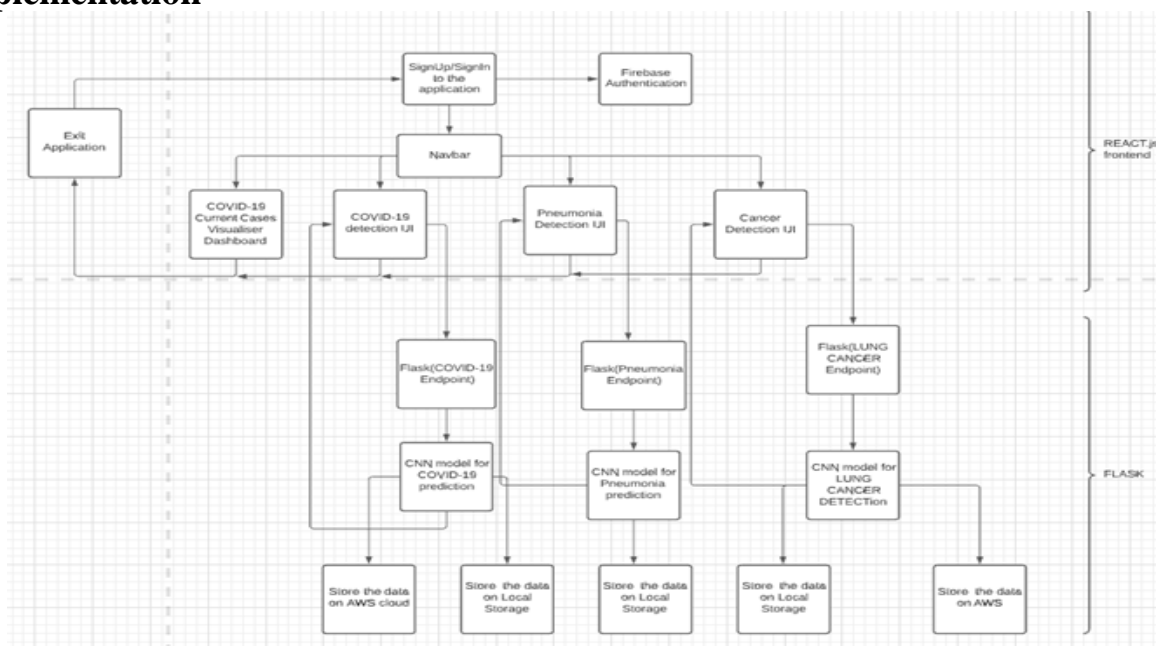 SignUp/SignIn
to the
application
Firebase
Authentication
Exit
Application
Navbar
REACT.js
frontend
COVID-19
Current Cases
Visualiser
Dashboard
COVID-19
detection UI
Pneumonia
Detection UI
Cancer
Detection UI
Flask(COVID-19
Endpoint)
Flask(Pneumonia
Endpoint)
Flask(LUNG
CANCER
Endpoint)
CNN model for
COVID-19
prediction
CNN model for
Pneumonia
prediction
CNN model for
LUNG
CANCER
DETECTion
FLASK
Store the data
on AWS cloud
Store the data
on Local
Storage
Store the data
on Local
Storage
Store the data
on Local
Storage
Store the data
on AWS